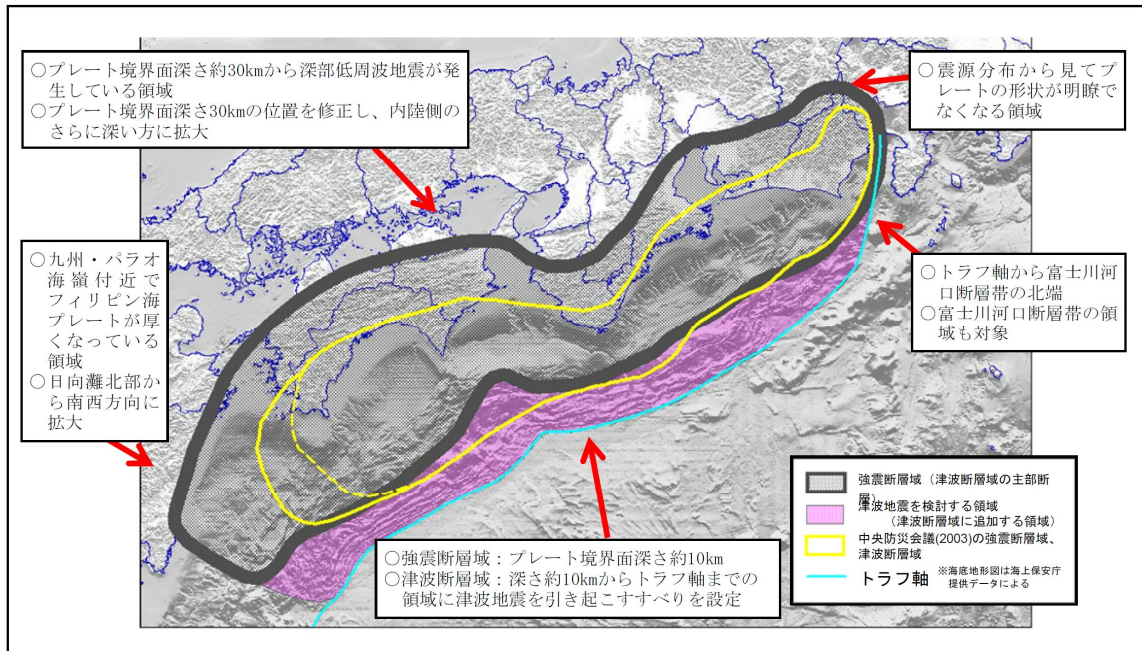 ○プレート境界面深さ約30kmから深部低周波地震が発
生している領域
○プレート境界面深さ30kmの位置を修正し、内陸側の
さらに深い方に拡大
○震源分布から見てプ
レートの形状が明瞭で
なくなる領域
○九州・パラオ
海嶺付近で
フィリピン海
プレートが厚
くなっている
領域
○日向灘北部か
ら南西方向に
拡大
○トラフ軸から富士川河
口断層帯の北端
○富士川河口断層帯の領
域も対象
○強震断層域：プレート境界面深さ約10km
○津波断層域：深さ約10kmからトラフ軸までの
領域に津波地震を引き起こすすべりを設定
強震断層域（津波断層域の主部断
層）
津波地震を検討する領域
（津波断層域に追加する領域）
中央防災会議(2003)の強震断層域、
津波断層域
トラフ軸
※海底地形図は海上保安庁
提供データによる